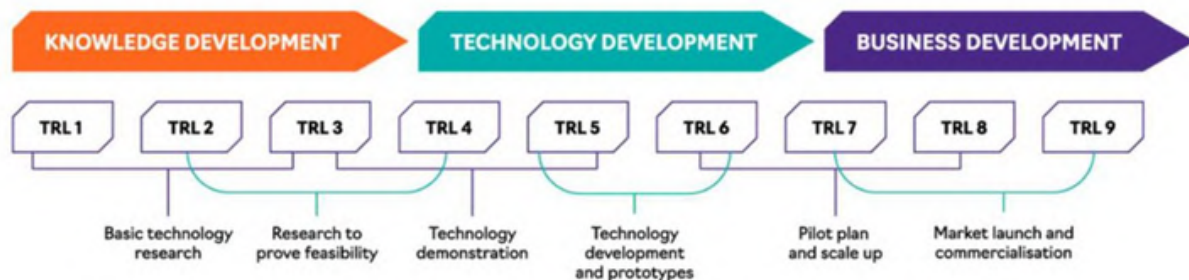 KNOWLEDGE DEVELOPMENT
TECHNOLOGY DEVELOPMENT
BUSINESS DEVELOPMENT
TRL 1
TRL 2
TRL 3
TRL 4
TRL 5
TRL 6
TRL 7
TRL 8
TRL 9
Basic technology
research
Research to
prove feasibility
Technology
demonstration
Technology
development
and prototypes
Pilot plan
and scale up
Market launch and
commercialisation